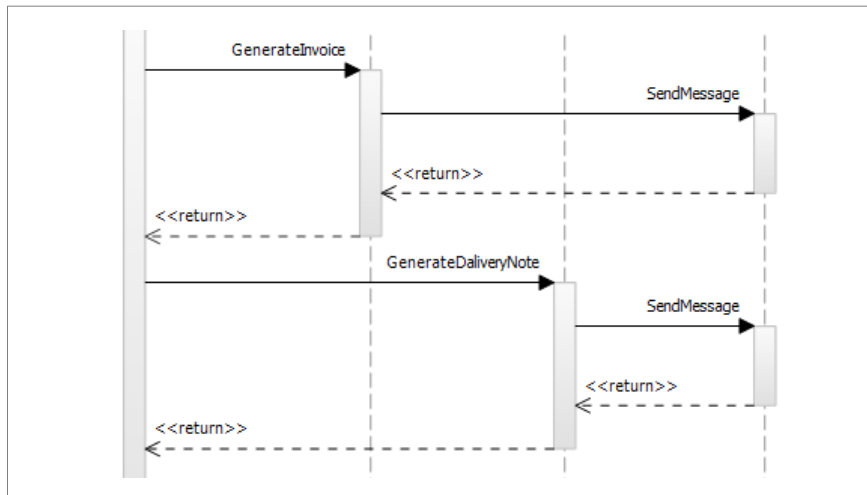 GenerateInvoice
SendMessage
<<return>>
<<return>>
GenerateDaliveryNote
SendMessage
<<return>>
<<return>>